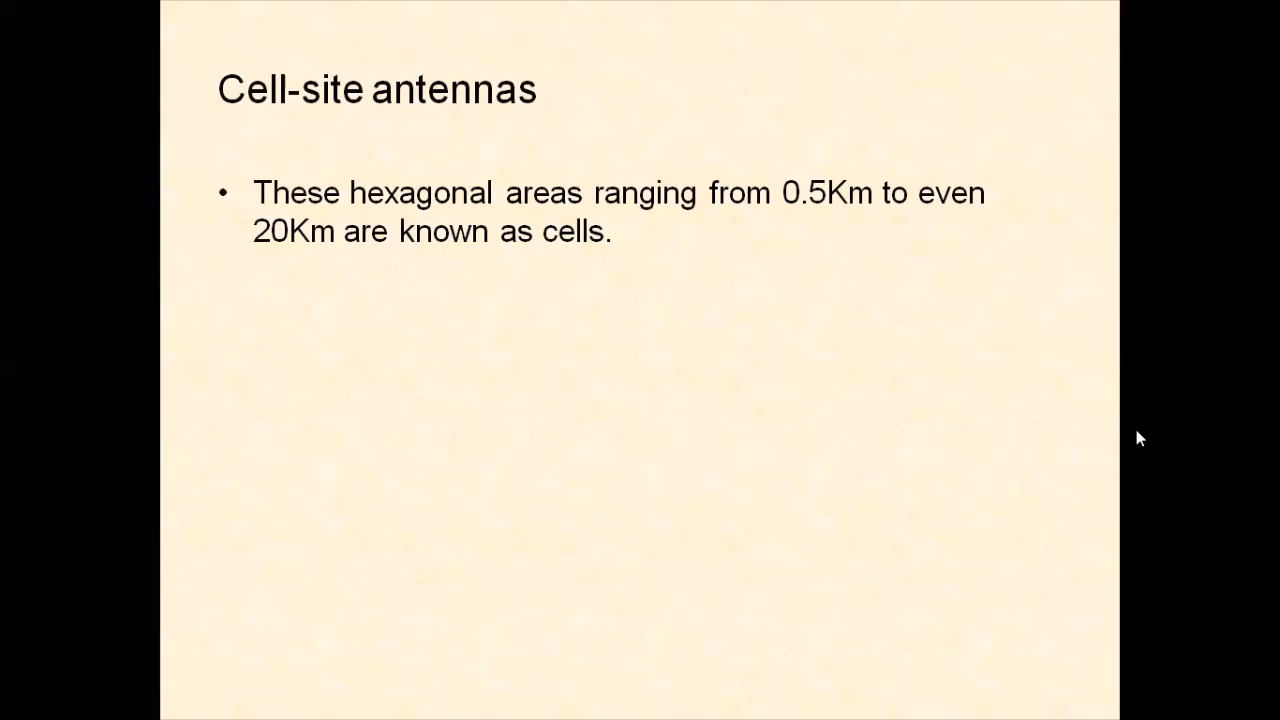 Cell-site antennas
• These hexagonal areas ranging from 0.5Km to even
20Km are known as cells.